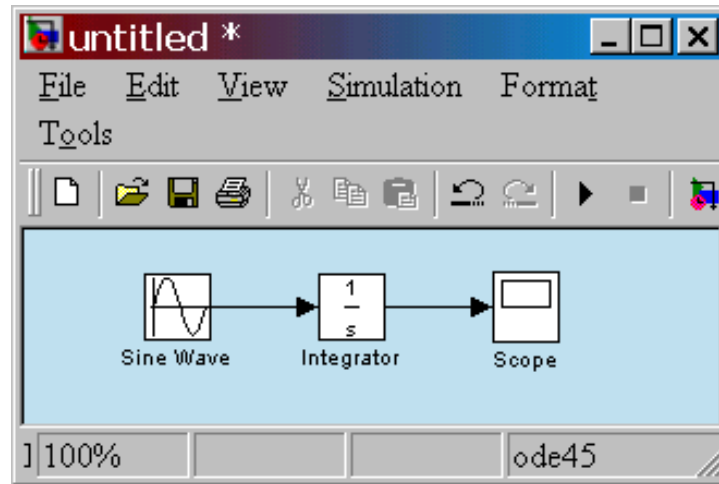 untitled *
File Edit View Simulation Format
Tools
1
s
Sine Wave Integrator Scope
100% ode45